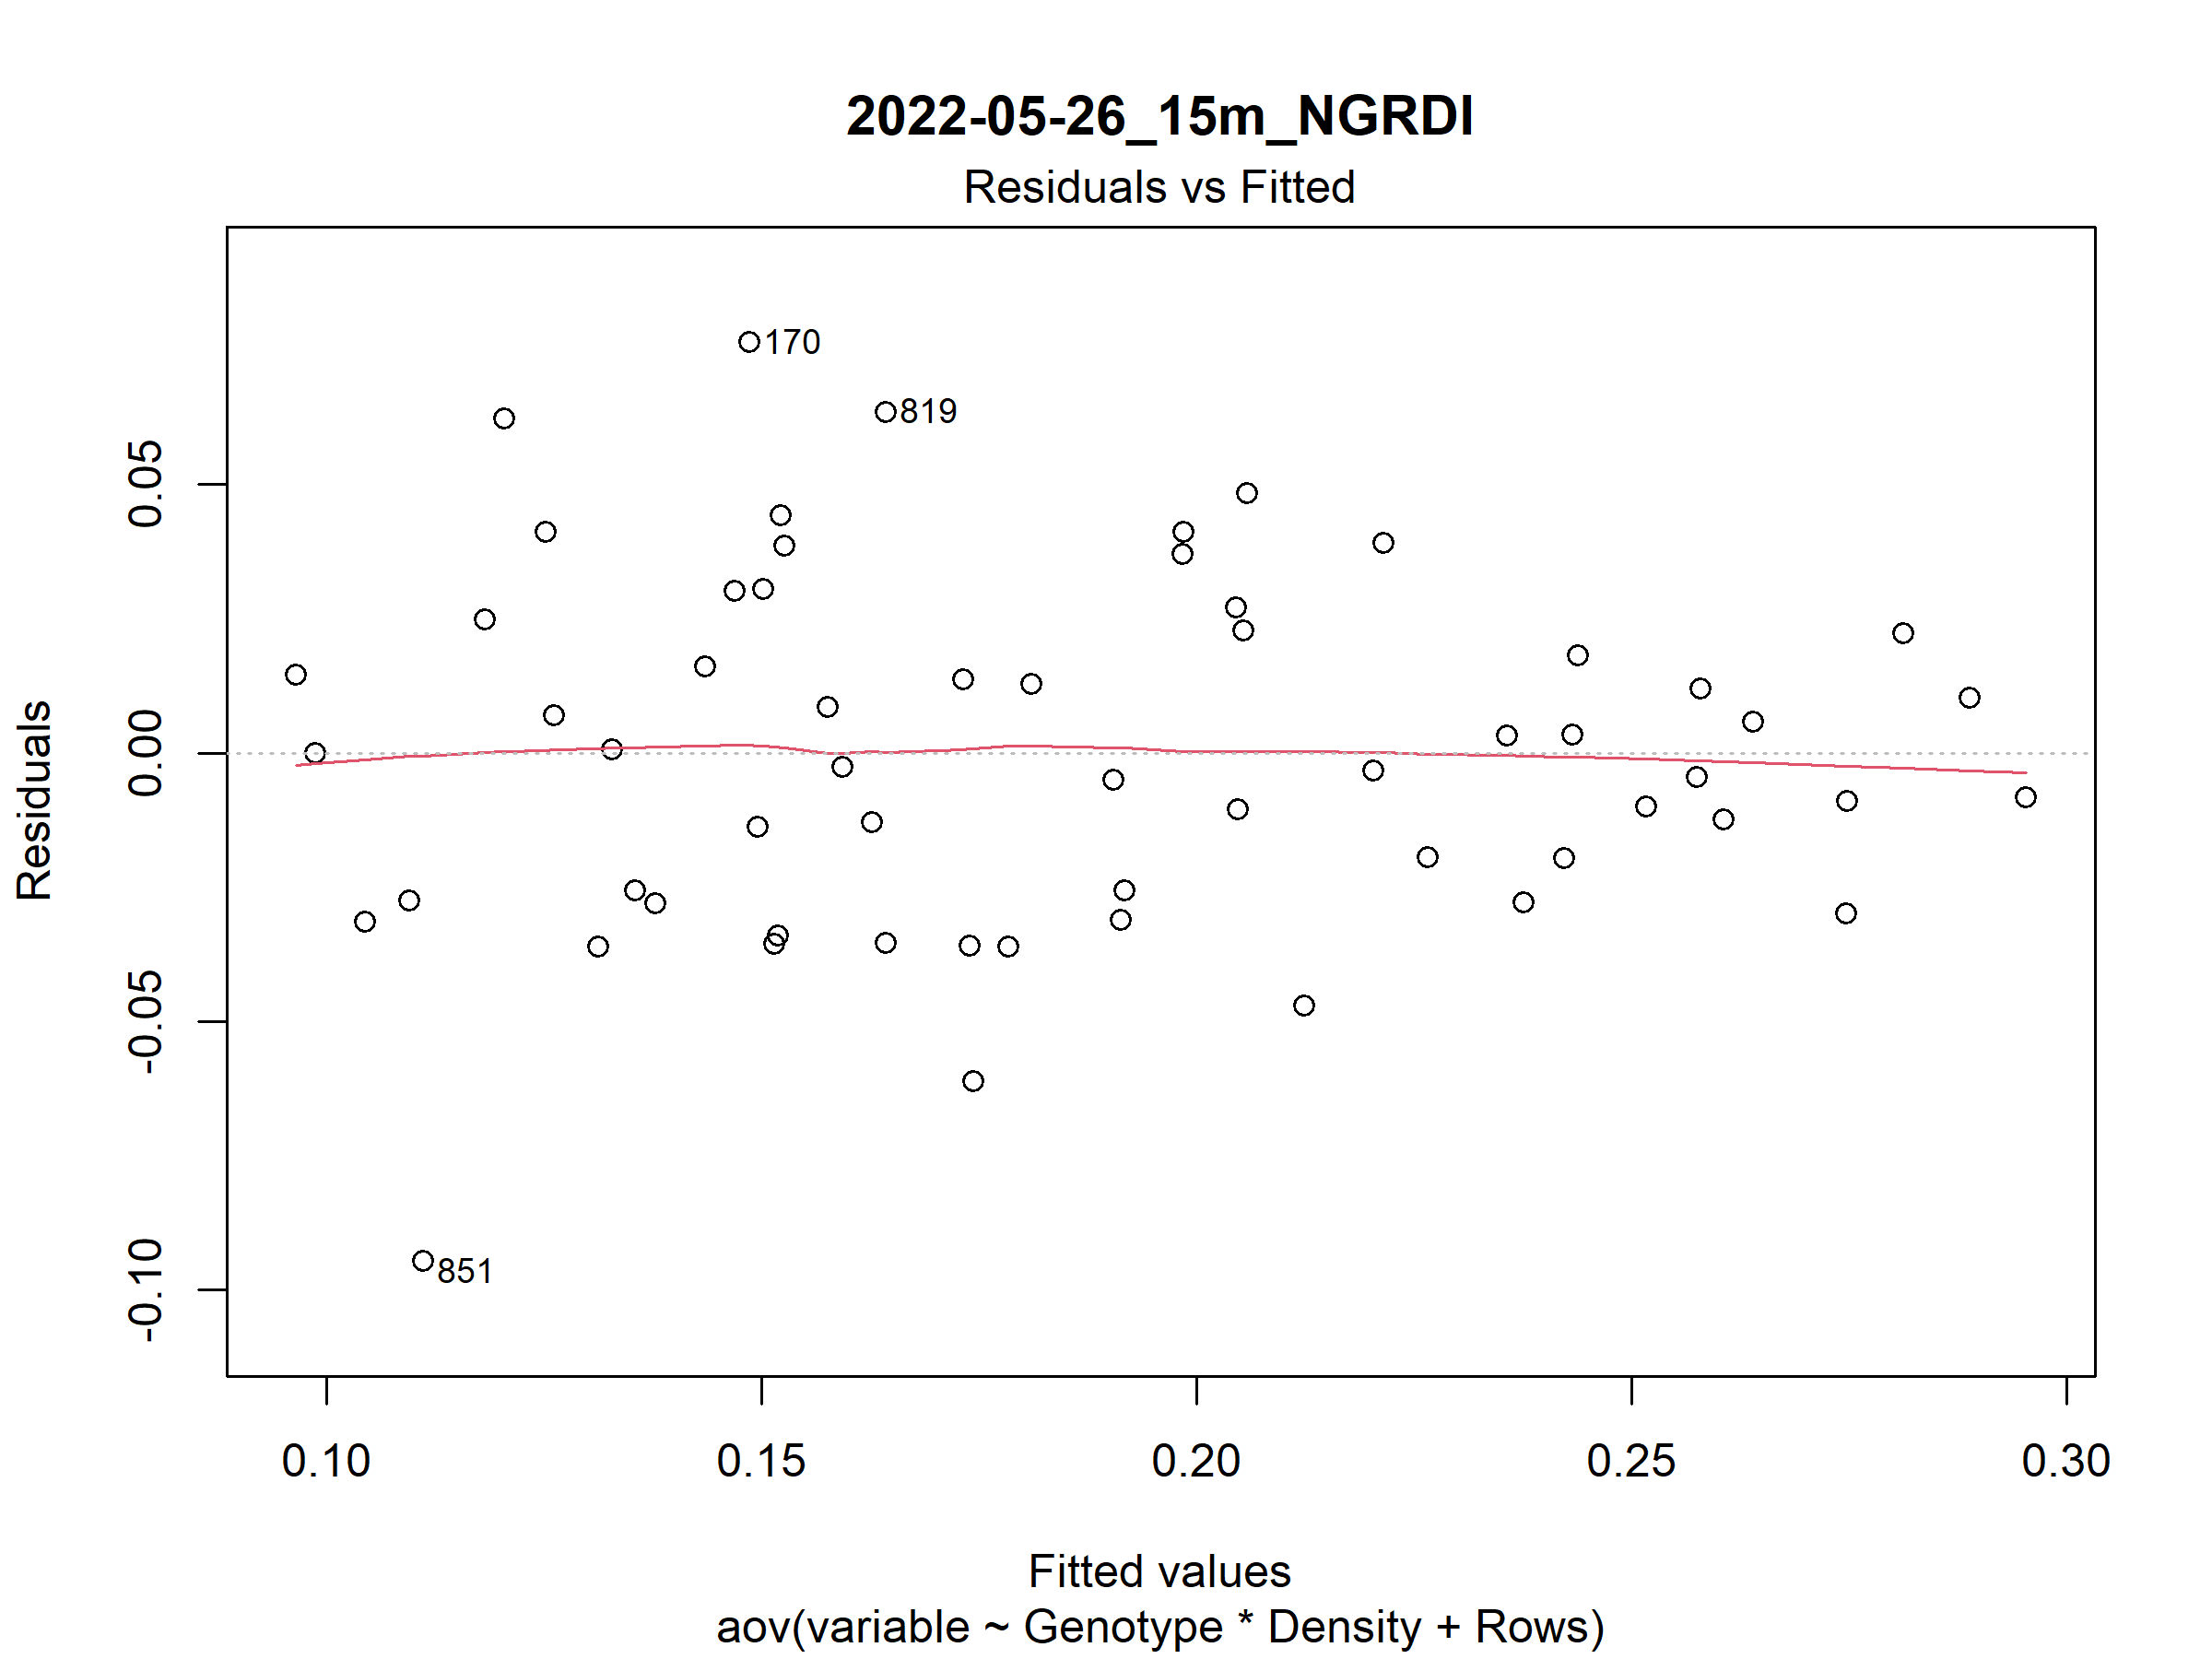 2022-05-26_15m_NGRDI
Residuals vs Fitted
170
819
851
Residuals
0.05
0.00
-0.05
-0.10
0.10
0.15
0.20
0.25
0.30
Fitted values
aov(variable ~ Genotype * Density + Rows)